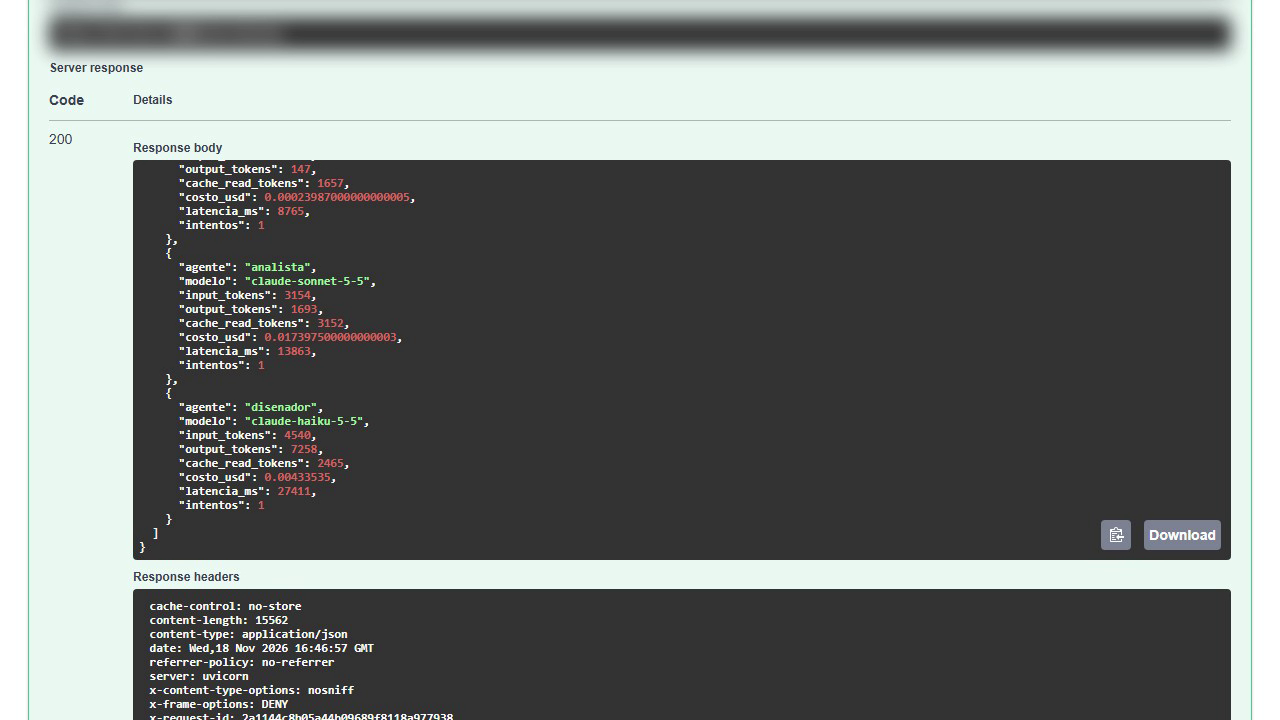 Server response
Code Details
200
Response body
"output_tokens": 147,
"cache_read_tokens": 1657,
"costo_usd": 0.00023987000000000005,
"latencia_ms": 8765,
"intentos": 1
},
{
"agente": "analista",
"modelo": "claude-sonnet-5-5",
"input_tokens": 3154,
"output_tokens": 1693,
"cache_read_tokens": 3152,
"costo_usd": 0.017397500000000003,
"latencia_ms": 13863,
"intentos": 1
},
{
"agente": "disenador",
"modelo": "claude-haiku-5-5",
"input_tokens": 4540,
"output_tokens": 7258,
"cache_read_tokens": 2465,
"costo_usd": 0.00433535,
"latencia_ms": 27411,
"intentos": 1
}
]
}
Download
Response headers
cache-control: no-store
content-length: 15562
content-type: application/json
date: Wed,18 Nov 2026 16:46:57 GMT
referrer-policy: no-referrer
server: uvicorn
x-content-type-options: nosniff
x-frame-options: DENY
x-request-id: 2a1144c8b05a44b09689f8118a977938